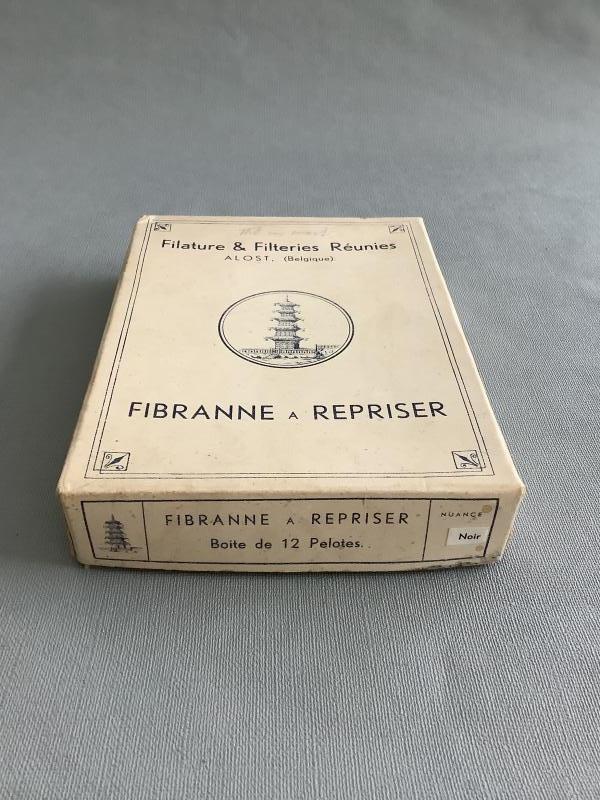 Filature & Filteries Réunies
ALOST. (Belgique)
FIBRANNE A REPRISER
FIBRANNE A REPRISER
Boite de 12 Pelotes.
NUANCE
Noir